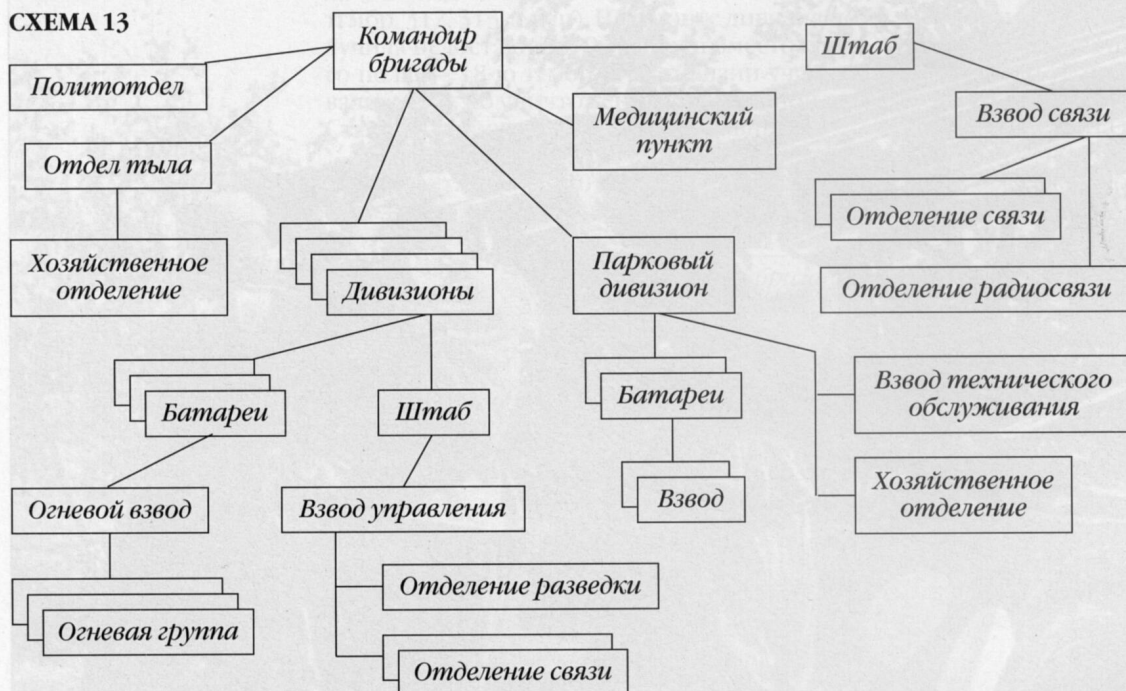 СХЕМА 13
Командир
бригады
Штаб
Политотдел
Взвод связи
Медицинский
пункт
Отдел тыла
Отделение связи
Хозяйственное
отделение
Дивизионы
Парковый
дивизион
Отделение радиосвязи
Батареи
Штаб
Батареи
Взвод технического
обслуживания
Огневой взвод
Взвод управления
Взвод
Хозяйственное
отделение
Отделение разведки
Огневая группа
Отделение связи